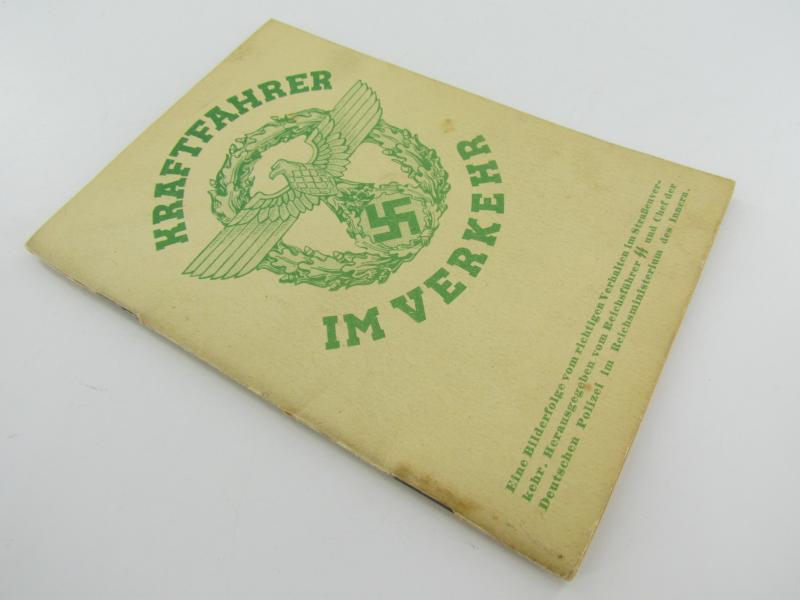 KRAFTFAHRER
IM VERKEHR
Eine Bilderfolge vom richtigen Verhalten im Straßenver-
kehr. Herausgegeben vom Reichsführer SS und Chef der
Deutschen Polizei im Reichsministerium des Innern.